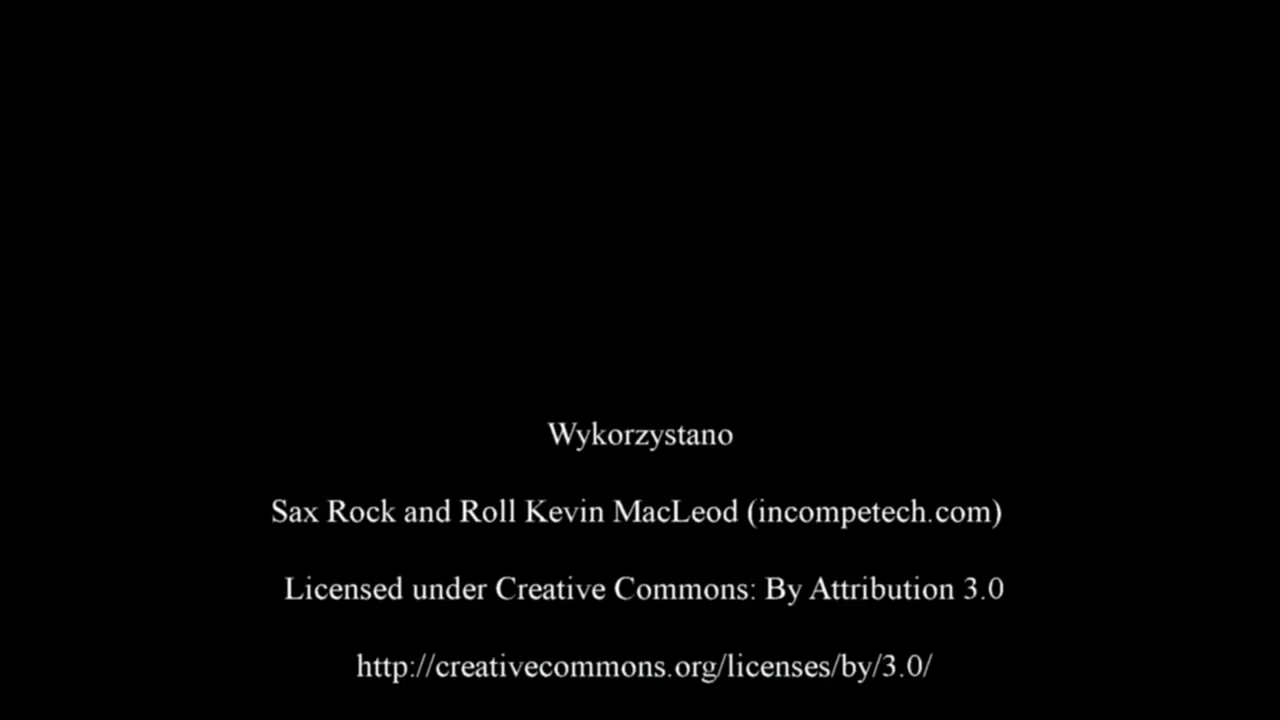 Wykorzystano
Sax Rock and Roll Kevin MacLeod (incompetech.com)
Licensed under Creative Commons: By Attribution 3.0
http://creativecommons.org/licenses/by/3.0/